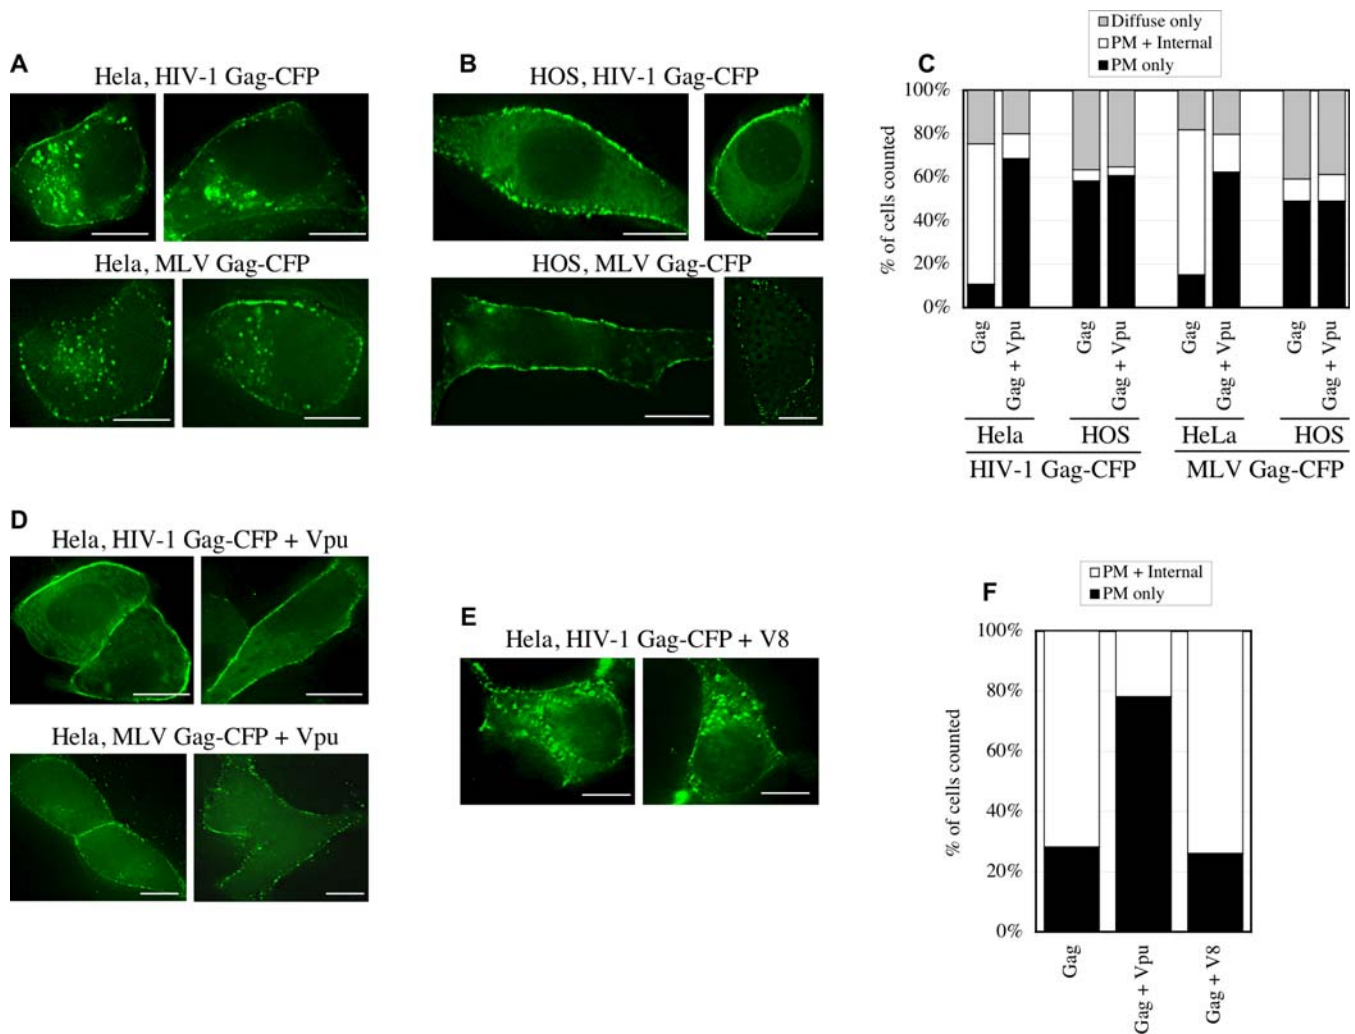 A
Hela, HIV-1 Gag-CFP
Hela, MLV Gag-CFP
B
HOS, HIV-1 Gag-CFP
HOS, MLV Gag-CFP
C
Diffuse only
PM + Internal
PM only
% of cells counted
100%
80%
60%
40%
20%
0%
Gag
Gag + Vpu
Gag
Gag + Vpu
Gag
Gag + Vpu
Gag
Gag + Vpu
Hela
HOS
HeLa
HOS
HIV-1 Gag-CFP
MLV Gag-CFP
D
Hela, HIV-1 Gag-CFP + Vpu
Hela, MLV Gag-CFP + Vpu
E
Hela, HIV-1 Gag-CFP + V8
F
PM + Internal
PM only
% of cells counted
100%
80%
60%
40%
20%
0%
Gag
Gag + Vpu
Gag + V8